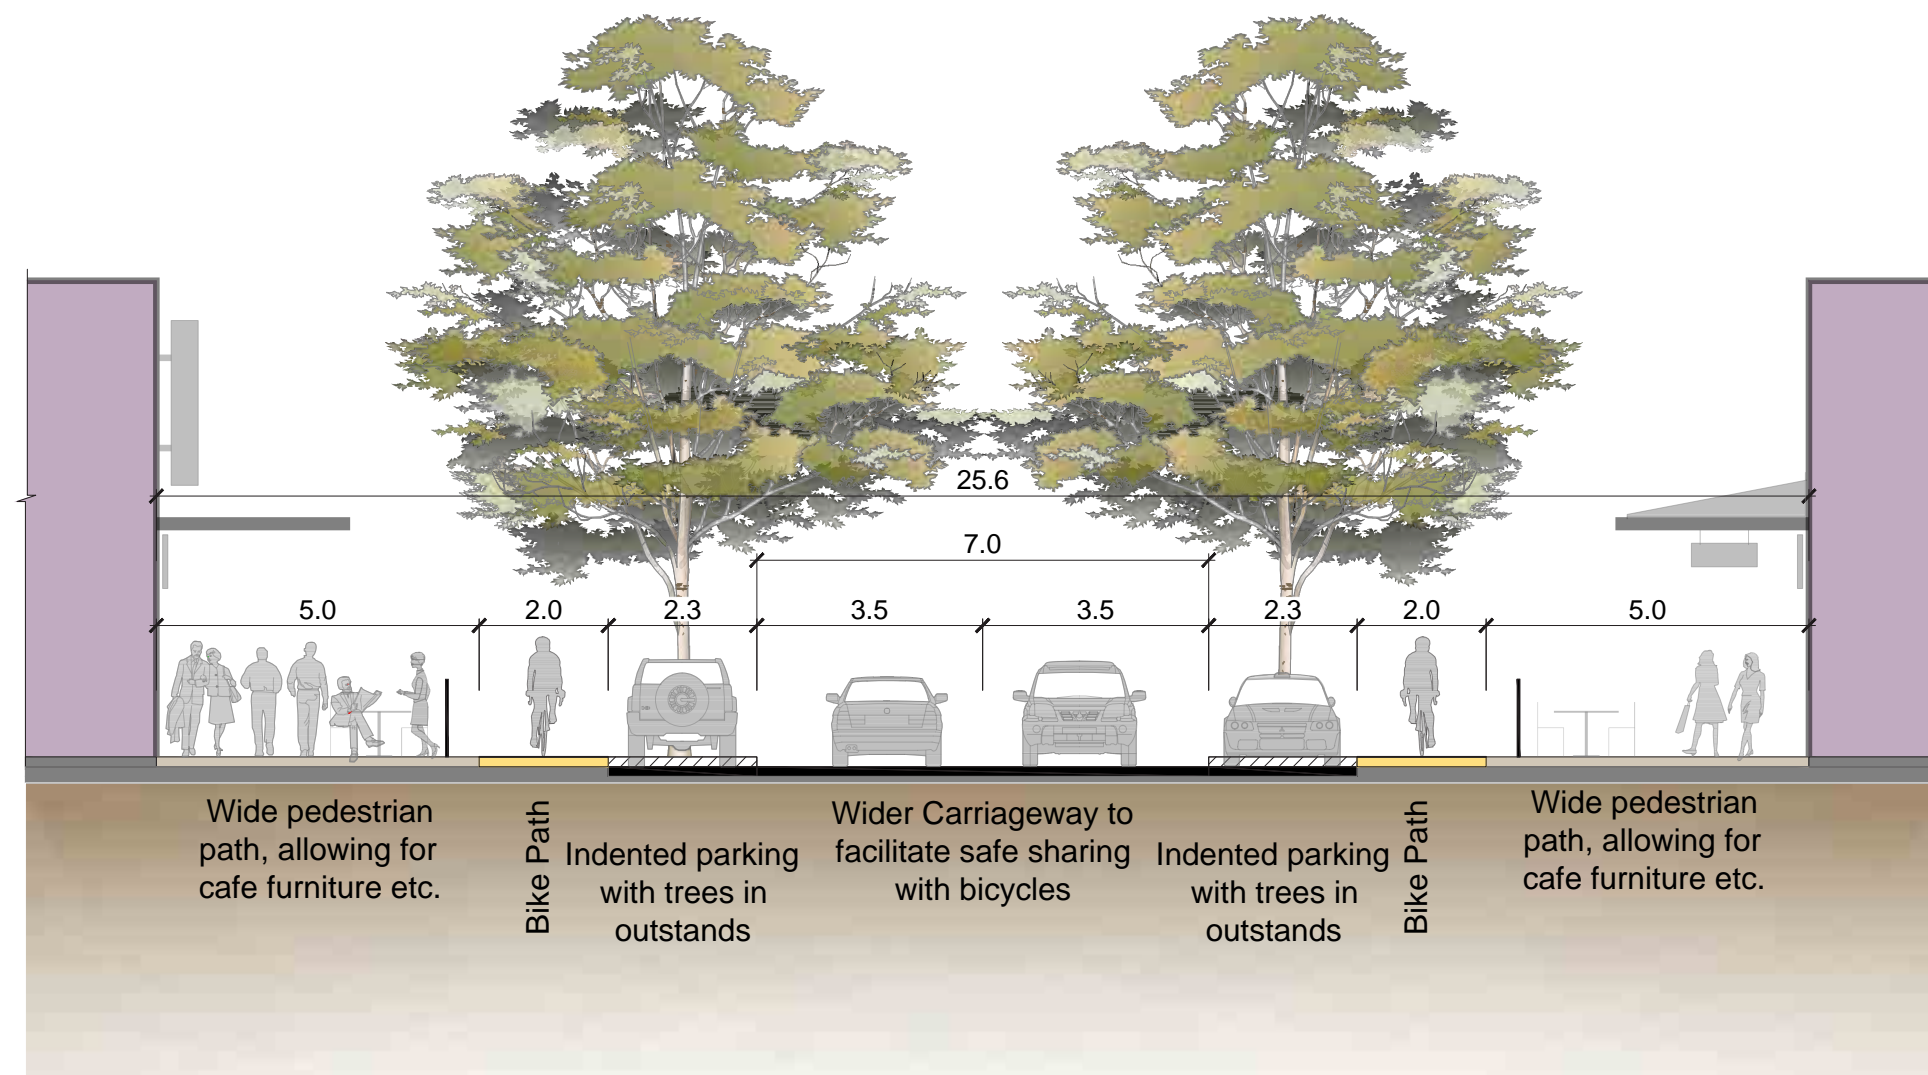 25.6
7.0
5.0
2.0
2.3
3.5
3.5
2.3
2.0
5.0
Wide pedestrian
path, allowing for
cafe furniture etc.
Bike Path
Indented parking
with trees in
outstands
Wider Carriageway to
facilitate safe sharing
with bicycles
Indented parking
with trees in
outstands
Bike Path
Wide pedestrian
path, allowing for
cafe furniture etc.